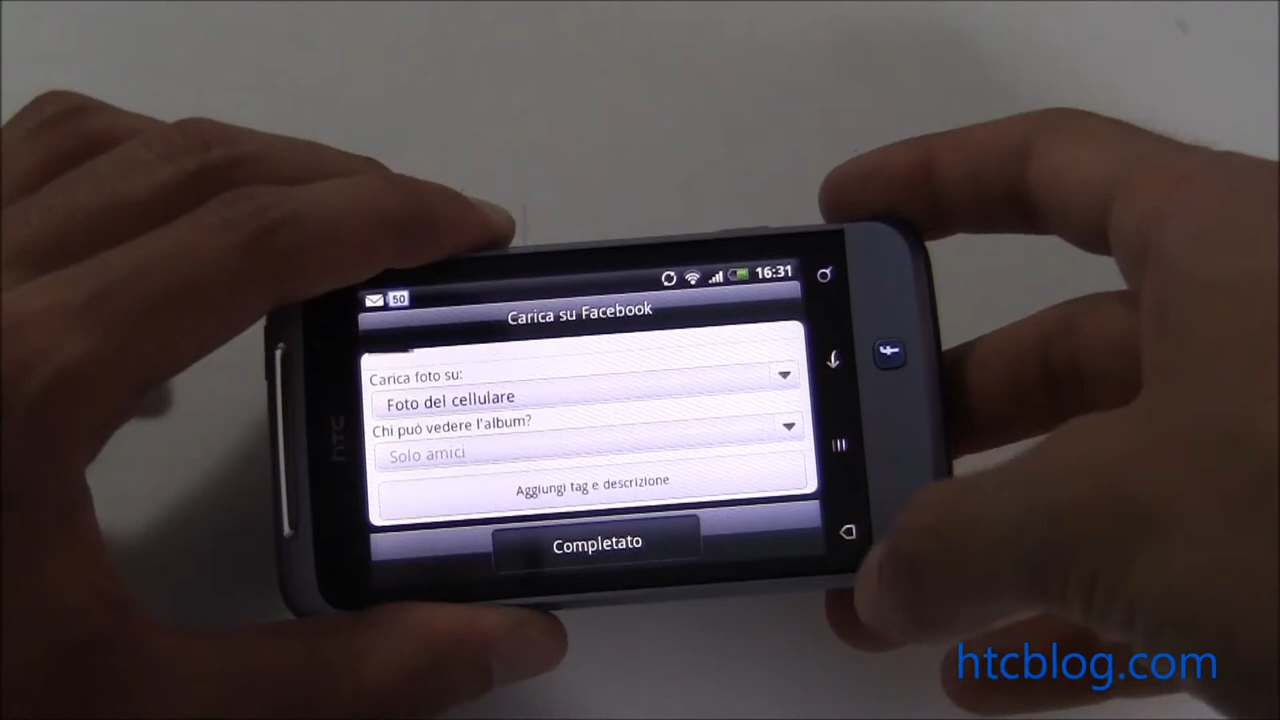 50
16:31
Carica su Facebook
Carica foto su:
Foto del cellulare
Chi può vedere l'album?
Solo amici
Aggiungi tag e descrizione
Completato
hTC
htcblog.com